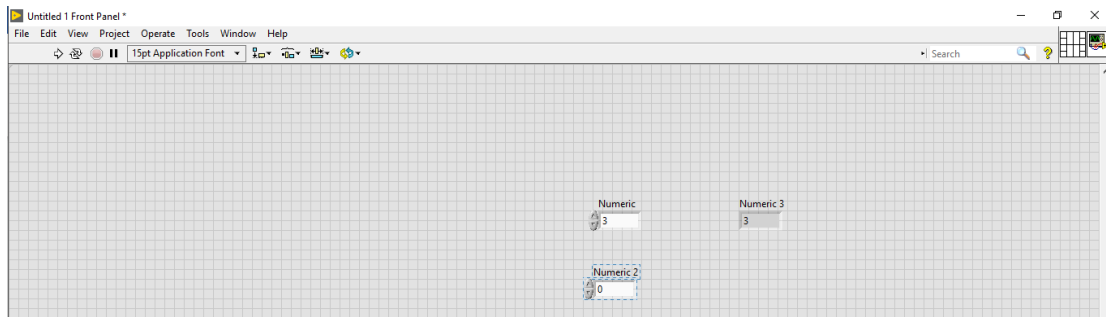 Untitled 1 Front Panel *
File Edit View Project Operate Tools Window Help
15pt Application Font
Search
?
Numeric
Numeric 3
3
3
Numeric 2
0